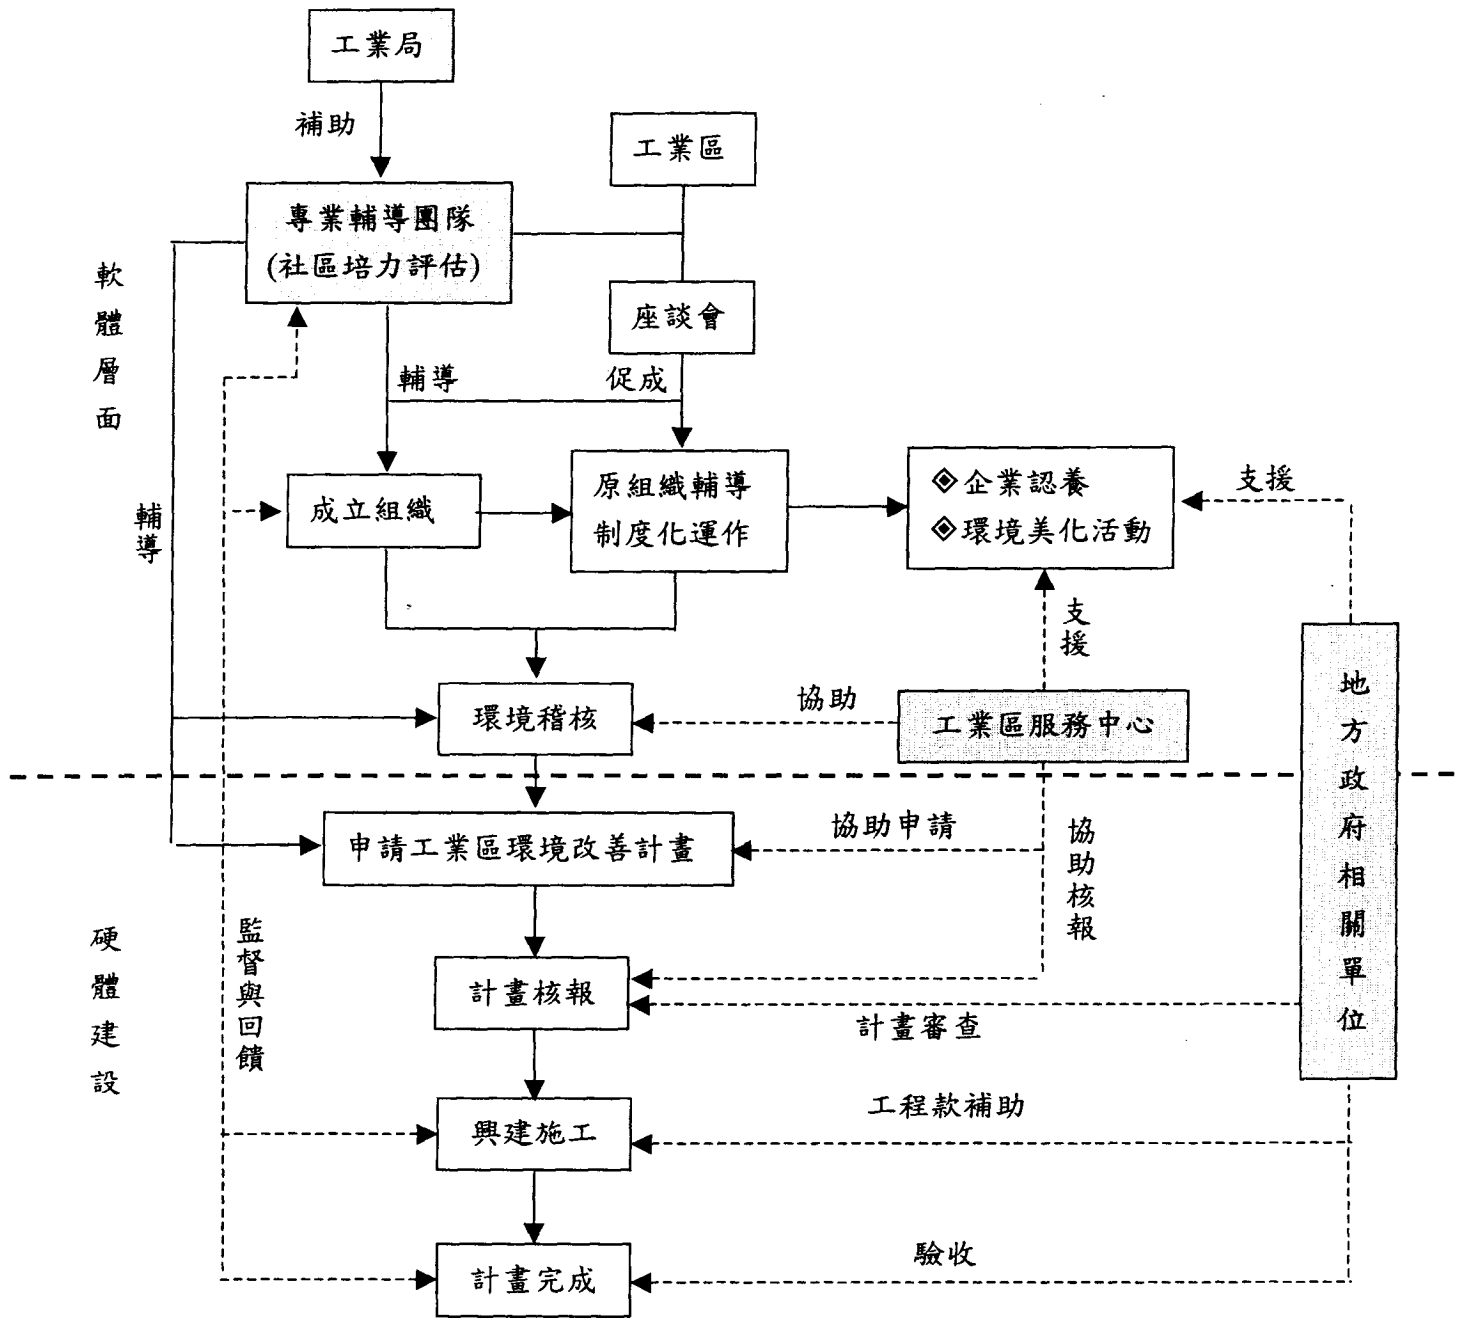 工業局
補助
工業區
專業輔導團隊
(社區培力評估)
座談會
軟體層面
輔導
促成
輔導
成立組織
原組織輔導
制度化運作
◈企業認養
◈環境美化活動
支援
支援
環境稽核
協助
工業區服務中心
地方政府相關單位
申請工業區環境改善計畫
協助申請
協助核報
硬體建設
監督與回饋
計畫核報
計畫審查
興建施工
工程款補助
計畫完成
驗收